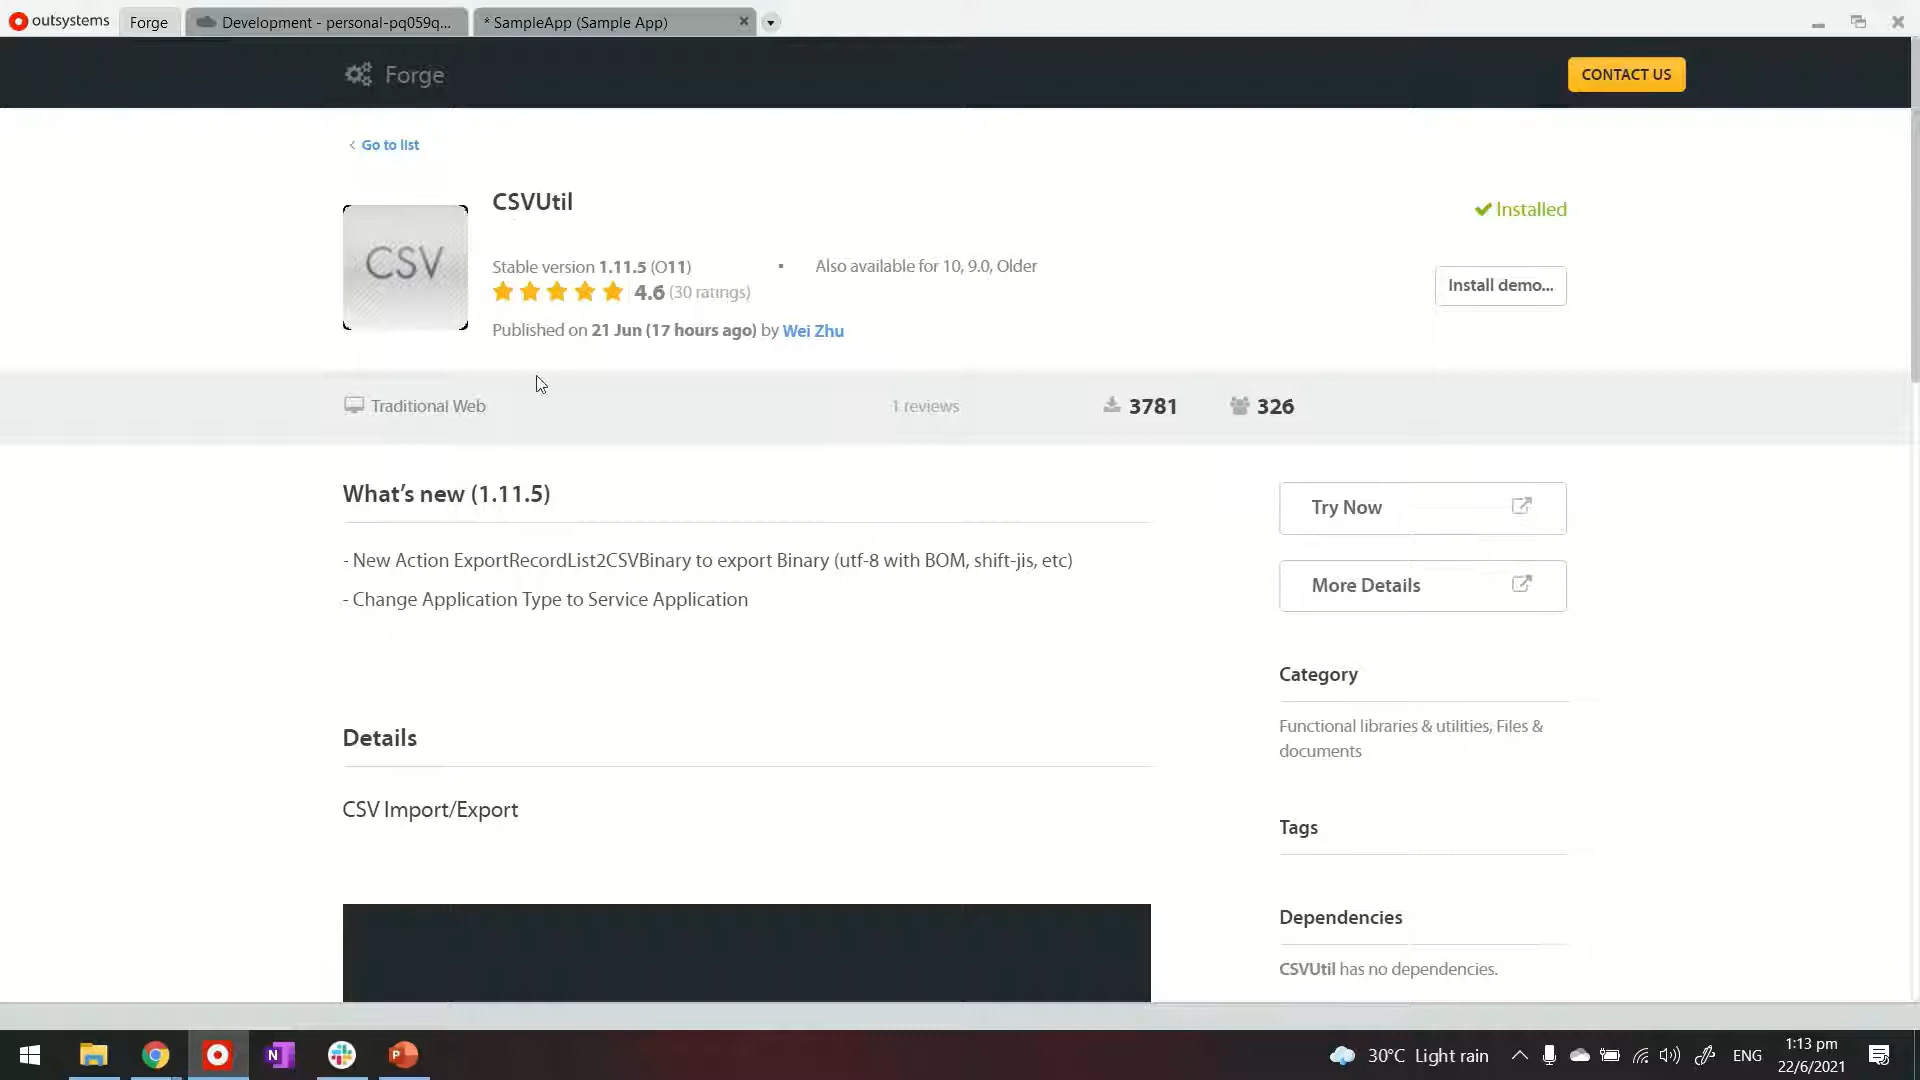 outsystems
Forge
Development - personal-pq059q...
* SampleApp (Sample App)
Forge
CONTACT US
Go to list
CSV
CSVUtil
Installed
Stable version 1.11.5 (O11)
Also available for 10, 9.0, Older
4.6 (30 ratings)
Install demo...
Published on 21 Jun (17 hours ago) by Wei Zhu
Traditional Web
1 reviews
3781
326
What's new (1.11.5)
- New Action ExportRecordList2CSVBinary to export Binary (utf-8 with BOM, shift-jis, etc)
- Change Application Type to Service Application
Try Now
More Details
Category
Functional libraries & utilities, Files &
documents
Details
CSV Import/Export
Tags
Dependencies
CSVUtil has no dependencies.
N
P
30°C Light rain
ENG
1:13 pm
22/6/2021